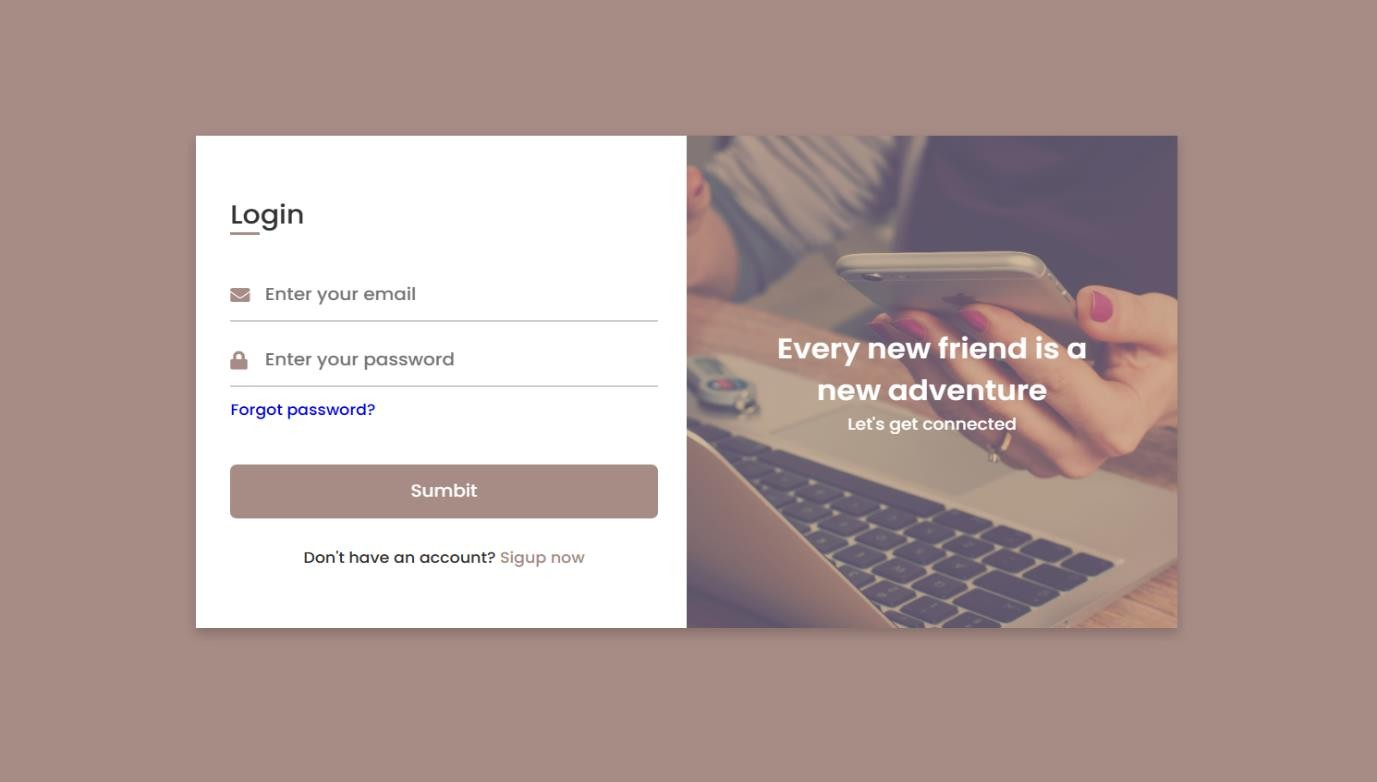 Login
Enter your email
Enter your password
Forgot password?
Sumbit
Don't have an account? Sigup now
Every new friend is a
new adventure
Let's get connected